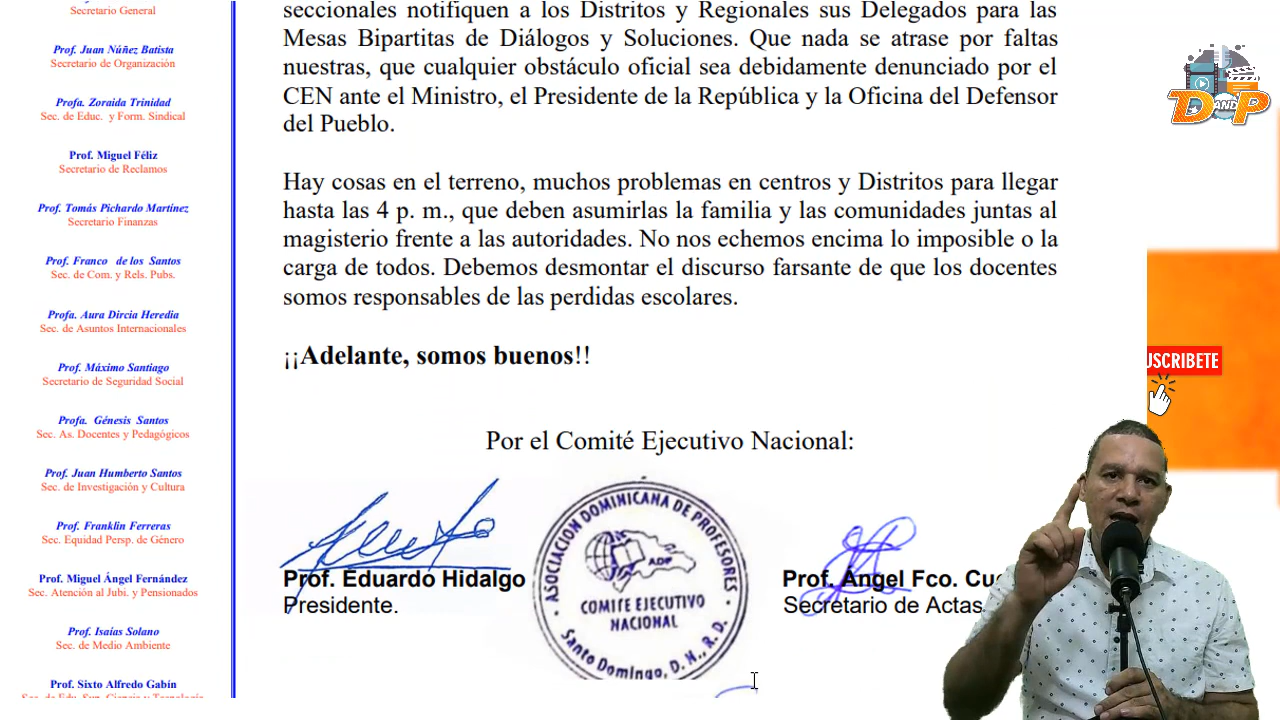 Secretario General
Prof. Juan Núñez Batista
Secretario de Organización
Profa. Zoraida Trinidad
Sec. de Educ. y Form. Sindical
Prof. Miguel Féliz
Secretario de Reclamos
Prof. Tomás Pichardo Martínez
Secretario Finanzas
Prof. Franco de los Santos
Sec. de Com. y Rels. Pubs.
Profa. Aura Dircia Heredia
Sec. de Asuntos Internacionales
Prof. Máximo Santiago
Secretario de Seguridad Social
Profa. Génesis Santos
Sec. As. Docentes y Pedagógicos
Prof. Juan Humberto Santos
Sec. de Investigación y Cultura
Prof. Franklin Ferreras
Sec. Equidad Persp. de Género
Prof. Miguel Ángel Fernández
Sec. Atención al Jubi. y Pensionados
Prof. Isaías Solano
Sec. de Medio Ambiente
Prof. Sixto Alfredo Gabín
seccionales notifiquen a los Distritos y Regionales sus Delegados para las
Mesas Bipartitas de Diálogos y Soluciones. Que nada se atrase por faltas
nuestras, que cualquier obstáculo oficial sea debidamente denunciado por el
CEN ante el Ministro, el Presidente de la República y la Oficina del Defensor
del Pueblo.
Hay cosas en el terreno, muchos problemas en centros y Distritos para llegar
hasta las 4 p. m., que deben asumirlas la familia y las comunidades juntas al
magisterio frente a las autoridades. No nos echemos encima lo imposible o la
carga de todos. Debemos desmontar el discurso farsante de que los docentes
somos responsables de las perdidas escolares.
¡¡Adelante, somos buenos!!
Por el Comité Ejecutivo Nacional:
Prof. Eduardo Hidalgo
Presidente.
ASOCIACION DOMINICANA DE PROFESORES
ADP
COMITE EJECUTIVO
NACIONAL
Santo Domingo, D. N., R. D.
Prof. Ángel Fco. Cu
Secretario de Actas
D AND P
USCRIBETE